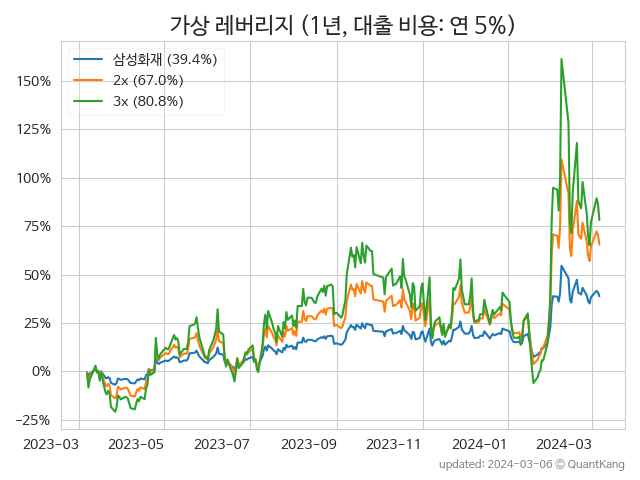 가상 레버리지 (1년, 대출 비용: 연 5%)
삼성화재 (39.4%)
2x (67.0%)
3x (80.8%)
150%
125%
100%
75%
50%
25%
0%
−25%
2023-03 2023-05 2023-07 2023-09 2023-11 2024-01 2024-03
updated: 2024-03-06 ⓒ QuantKang